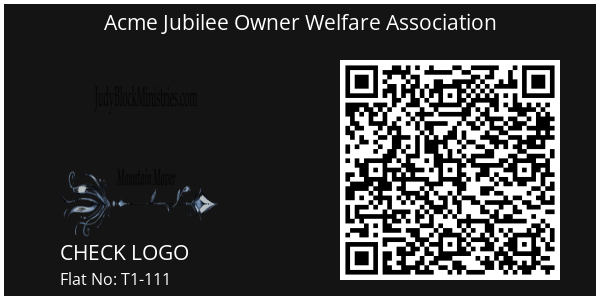 Acme Jubilee Owner Welfare Association
JudyBlockMinistries.com
Mountain Mover
CHECK LOGO
Flat No: T1-111